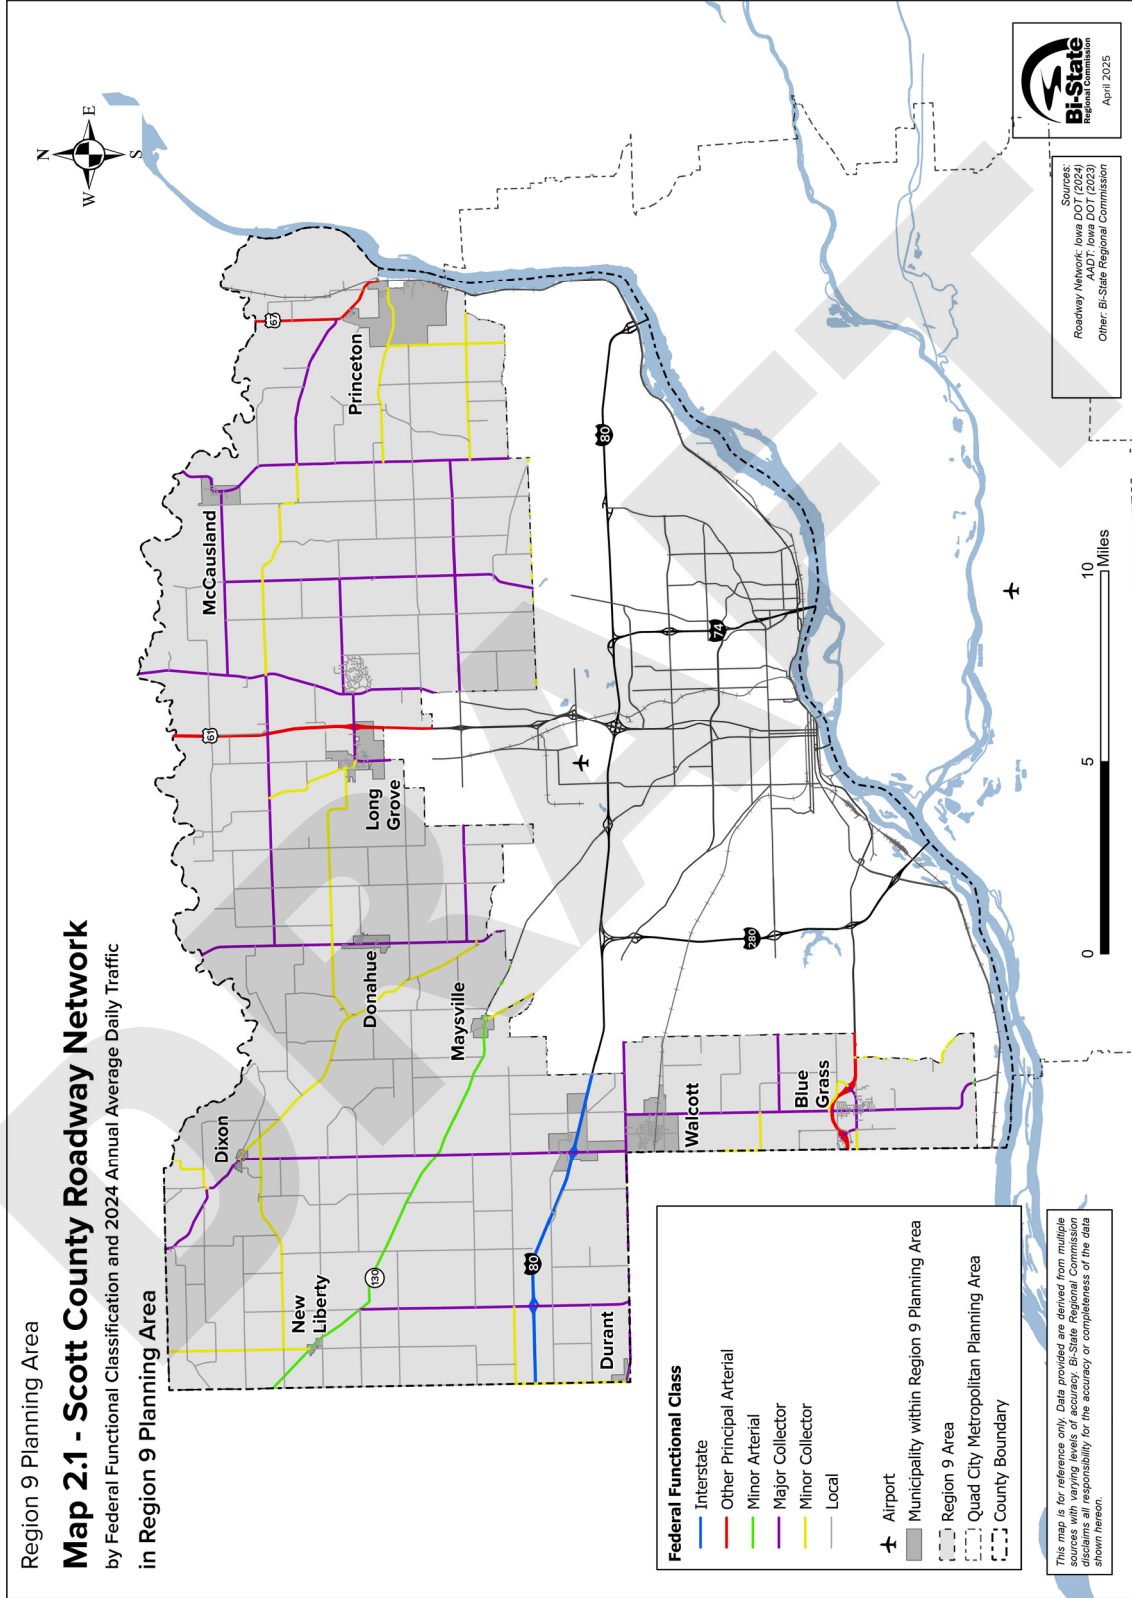 Region 9 Planning Area
Map 2.1 - Scott County Roadway Network
by Federal Functional Classification and 2024 Annual Average Daily Traffic
in Region 9 Planning Area
N
W
E
S
DRAFT
67
Princeton
McCausland
80
61
Long
Grove
74
Donahue
Maysville
280
Dixon
Walcott
Blue
Grass
130
New
Liberty
80
Durant
0
5
10
Miles
Federal Functional Class
Interstate
Other Principal Arterial
Minor Arterial
Major Collector
Minor Collector
Local
Airport
Municipality within Region 9 Planning Area
Region 9 Area
Quad City Metropolitan Planning Area
County Boundary
This map is for reference only. Data provided are derived from multiple
sources with varying levels of accuracy. Bi-State Regional Commission
disclaims all responsibility for the accuracy or completeness of the data
shown hereon.
Sources:
Roadway Network: Iowa DOT (2024)
AADT: Iowa DOT (2023)
Other: Bi-State Regional Commission
Bi-State
Regional Commission
April 2025